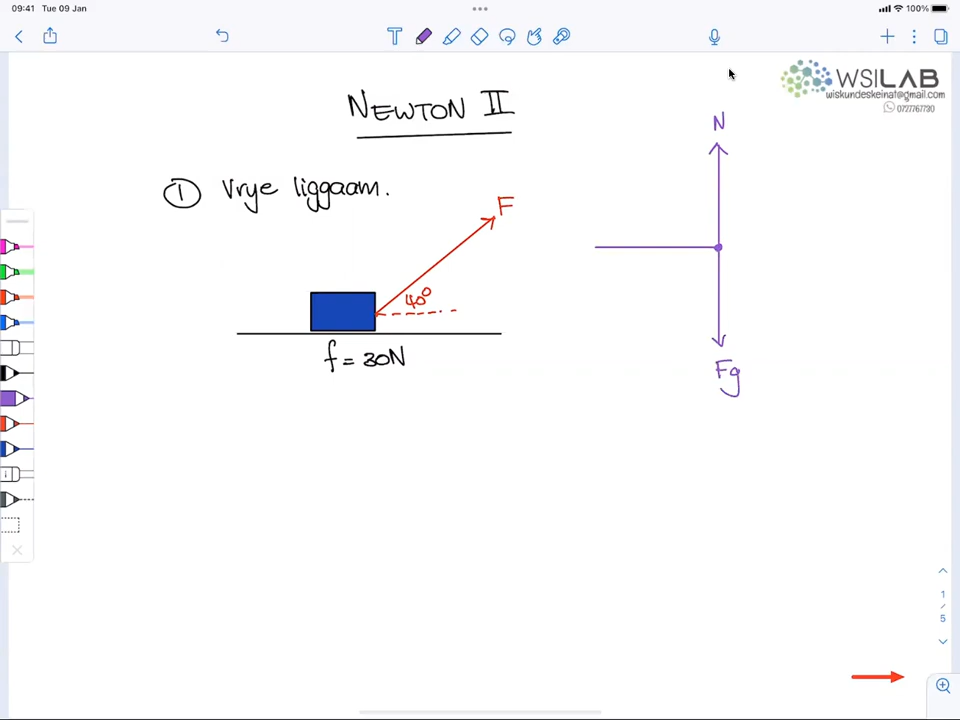 09:41 Tue 09 Jan
100%
WSILAB
wiskundeskeinat@gmail.com
0727767730
NEWTON II
① Vrye liggaam.
F
40°
f = 30N
N
Fg
1
/
5